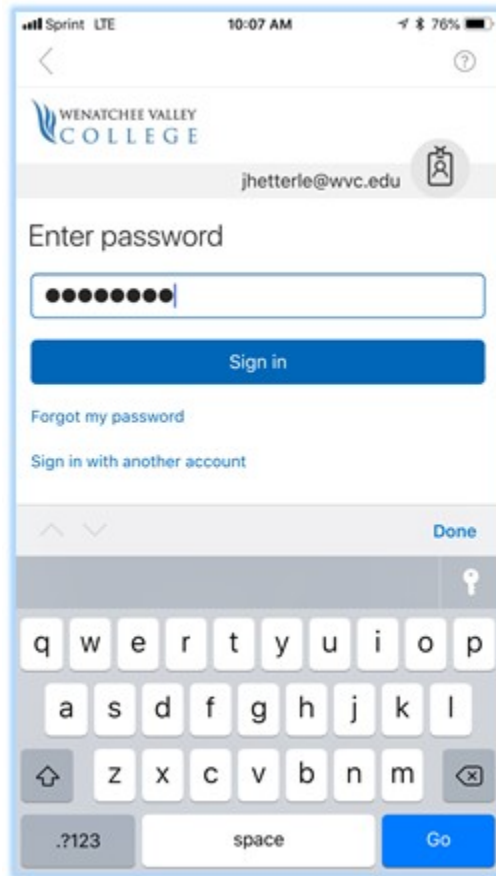 Sprint LTE 10:07 AM 76%
?
WENATCHEE VALLEY
COLLEGE
jhetterle@wvc.edu
Enter password
●●●●●●●●
Sign in
Forgot my password
Sign in with another account
Done
q w e r t y u i o p
a s d f g h j k l
z x c v b n m
.?123 space Go